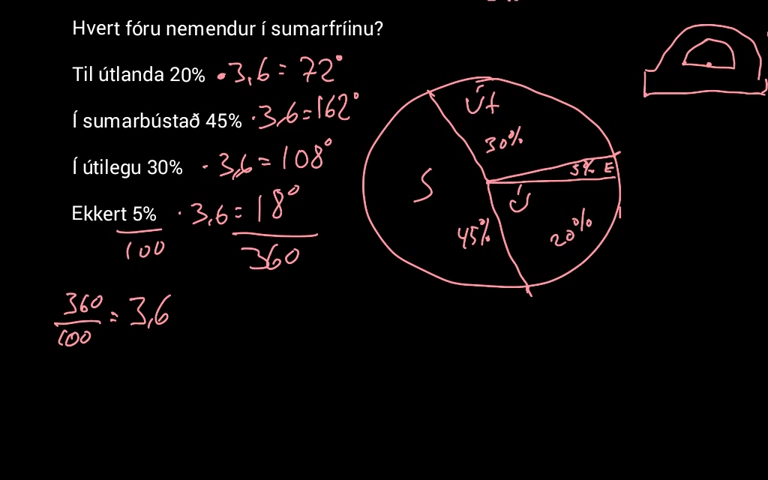 Hvert fóru nemendur í sumarfríinu?
Til útlanda 20% · 3,6 = 72°
Í sumarbústað 45% · 3,6 = 162°
Í útilegu 30% · 3,6 = 108°
Ekkert 5% · 3,6 = 18°
100 360
360/100 = 3,6
Út
30%
5% E
S
Ú
45%
20%